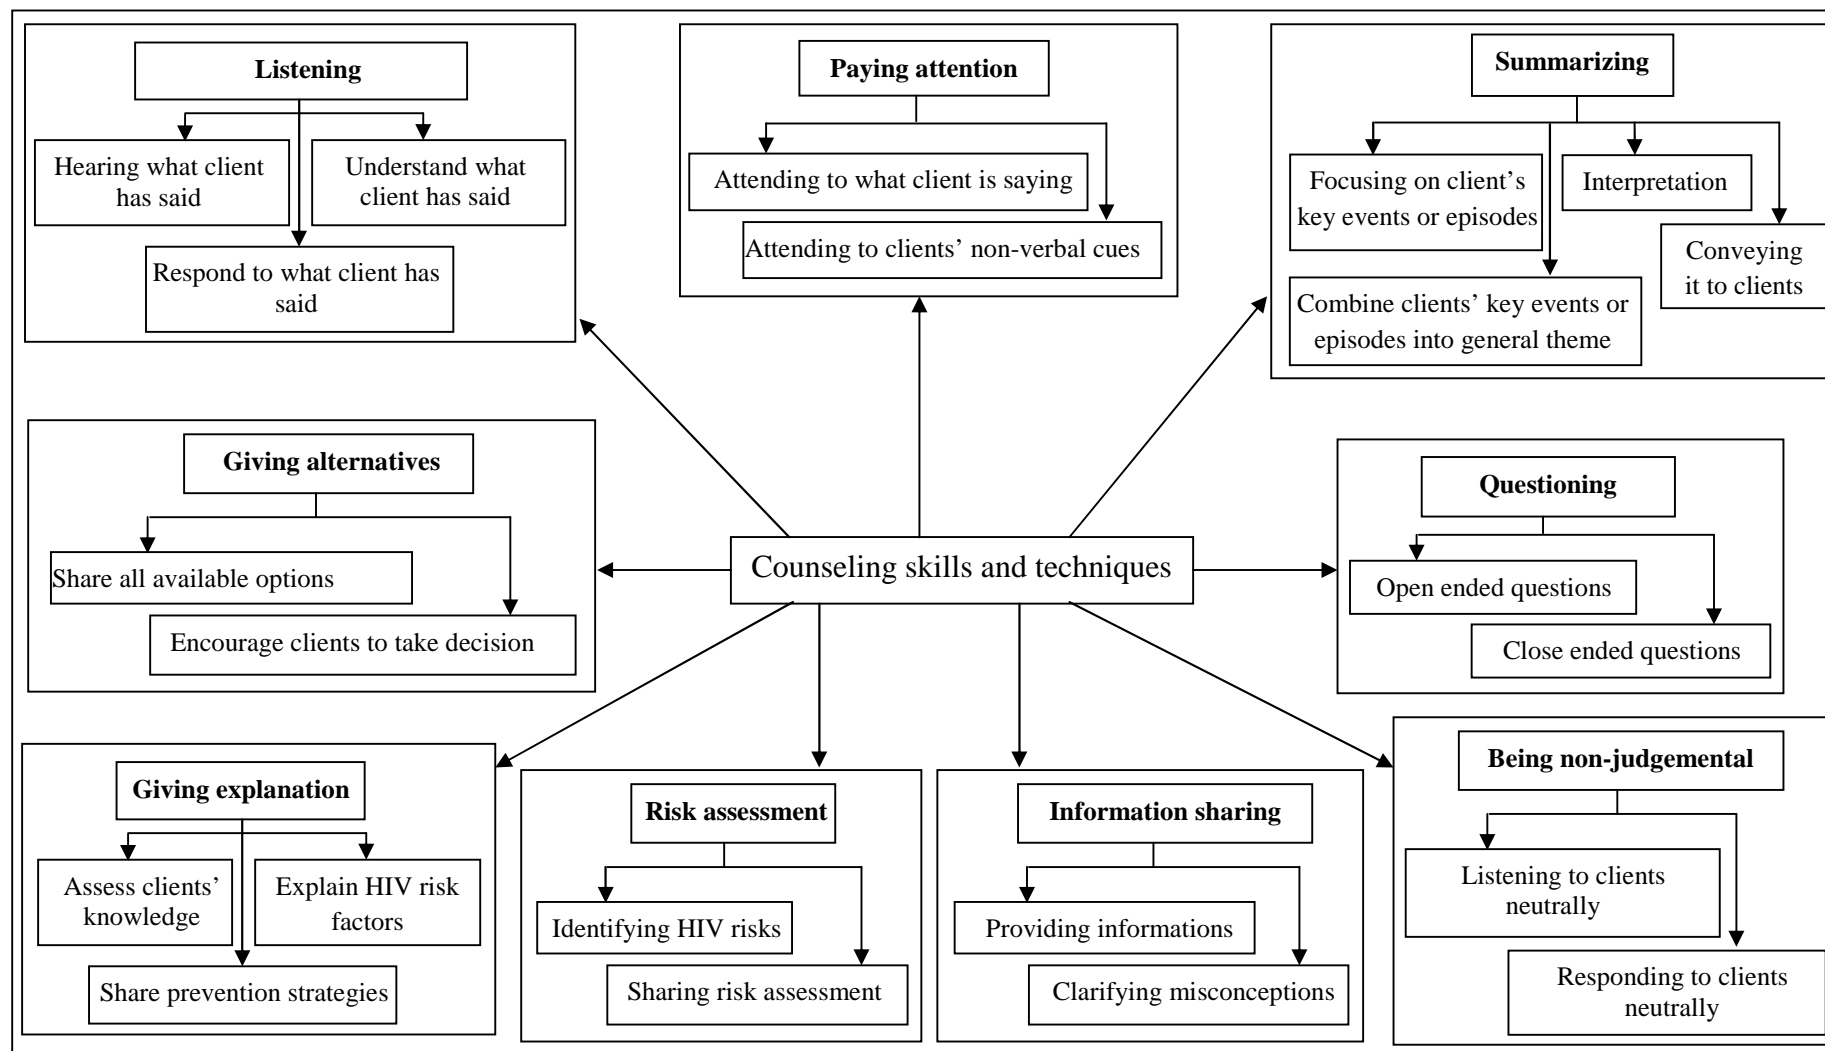 Listening
Hearing what client
has said
Understand what
client has said
Respond to what client has
said
Paying attention
Attending to what client is saying
Attending to clients’ non-verbal cues
Summarizing
Focusing on client’s
key events or episodes
Interpretation
Conveying
it to clients
Combine clients’ key events or
episodes into general theme
Giving alternatives
Share all available options
Encourage clients to take decision
Counseling skills and techniques
Questioning
Open ended questions
Close ended questions
Giving explanation
Assess clients’
knowledge
Explain HIV risk
factors
Share prevention strategies
Risk assessment
Identifying HIV risks
Sharing risk assessment
Information sharing
Providing informations
Clarifying misconceptions
Being non-judgemental
Listening to clients
neutrally
Responding to clients
neutrally